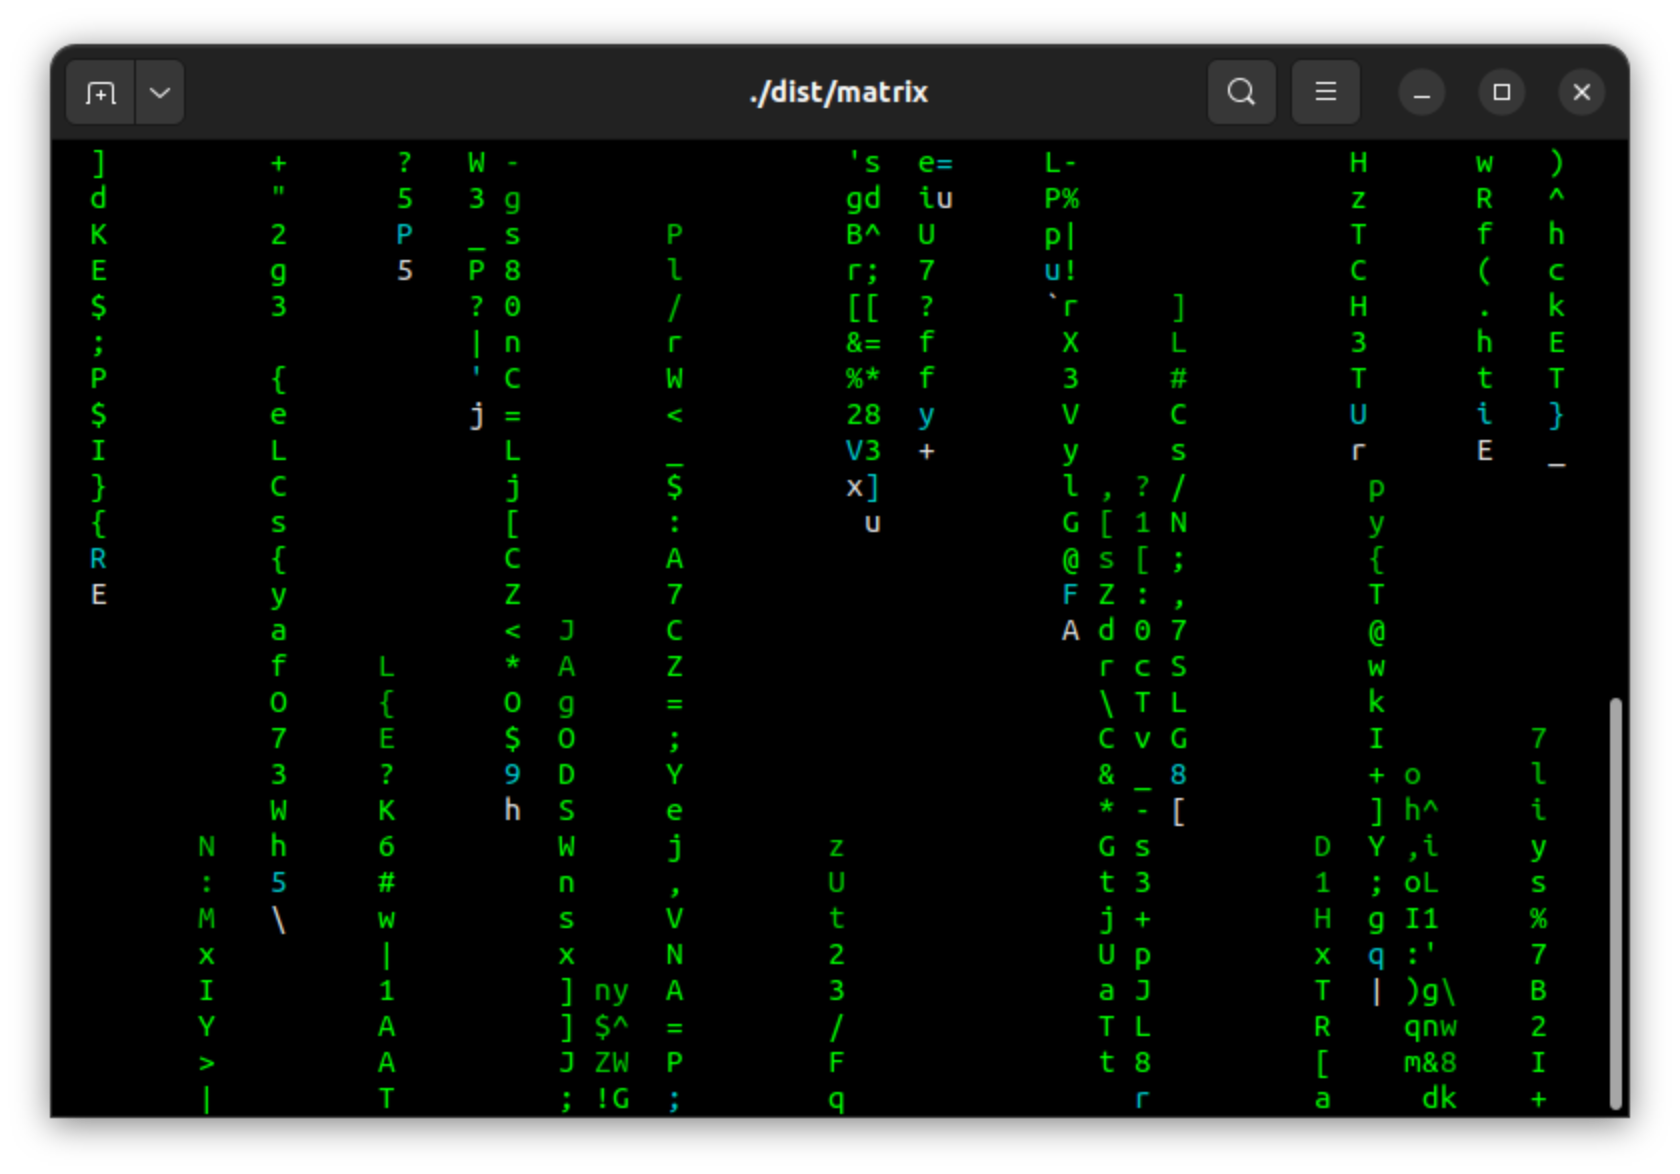 ./dist/matrix
] + ? W - 's e= L- H w )
d " 5 3 g gd iu P% z R ^
K 2 P _ s P B^ U p| T f h
E g 5 P 8 l r; 7 u! C ( c
$ 3 ? 0 / [[ ? `r ] H . k
; | n r &= f X L 3 h E
P { ' C W %* f 3 # T t T
$ e j = < 28 y V C U i }
I L L _ V3 + y s r E _
} C j $ x] l , ? / p
{ s [ : u G [ 1 N y
R { C A @ s [ ; {
E y Z 7 F Z : , T
a < J C A d 0 7 @
f L * A Z r c S w
O { O g = \ T L k
7 E $ O ; C v G I 7
3 ? 9 D Y & _ 8 + o l
W K h S e * - [ ] h^ i
N h 6 W j z G s D Y ,i y
: 5 # n , U t 3 1 ; oL s
M \ w s V t j + H g I1 %
x | x N 2 U p x q :' 7
I 1 ] ny A 3 a J T | )g\ B
Y A ] $^ = / T L R qnw 2
> A J ZW P F t 8 [ m&8 I
| T ; !G ; q r a dk +